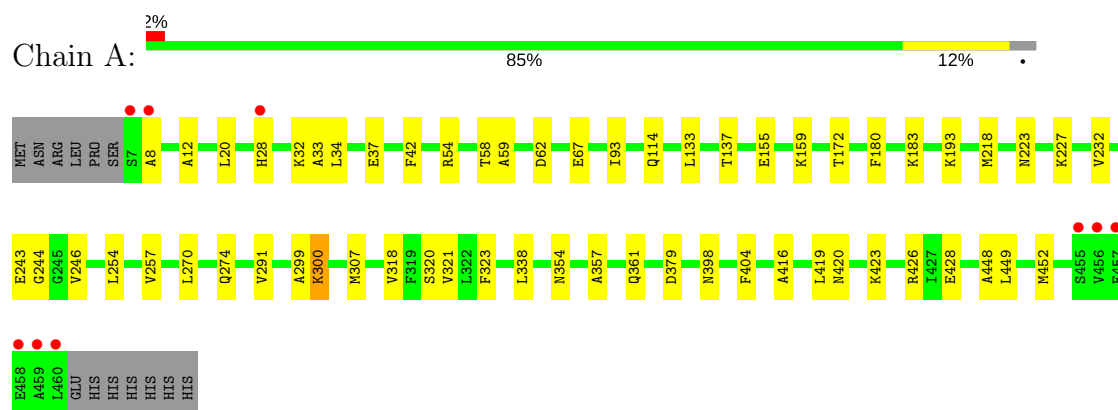 2%
Chain A:
85% 12% •
MET ASN ARG LEU PRO SER S7 A8 A12 L20 H28 K32 A33 L34 E37 F42 R54 T58 A59 D62 E67 I93 Q114 L133 T137 E155 K159 T172 F180 K183 K193 M218 N223 K227 V232
E243 G244 G245 V246 L254 V257 L270 Q274 V291 A299 K300 M307 V318 F319 S320 V321 L322 F323 L338 N354 A357 Q361 D379 N398 F404 A416 L419 N420 K423 R426 I427 E428 A448 L449 M452 S455 V456
E458 A459 L460 GLU HIS HIS HIS HIS HIS HIS